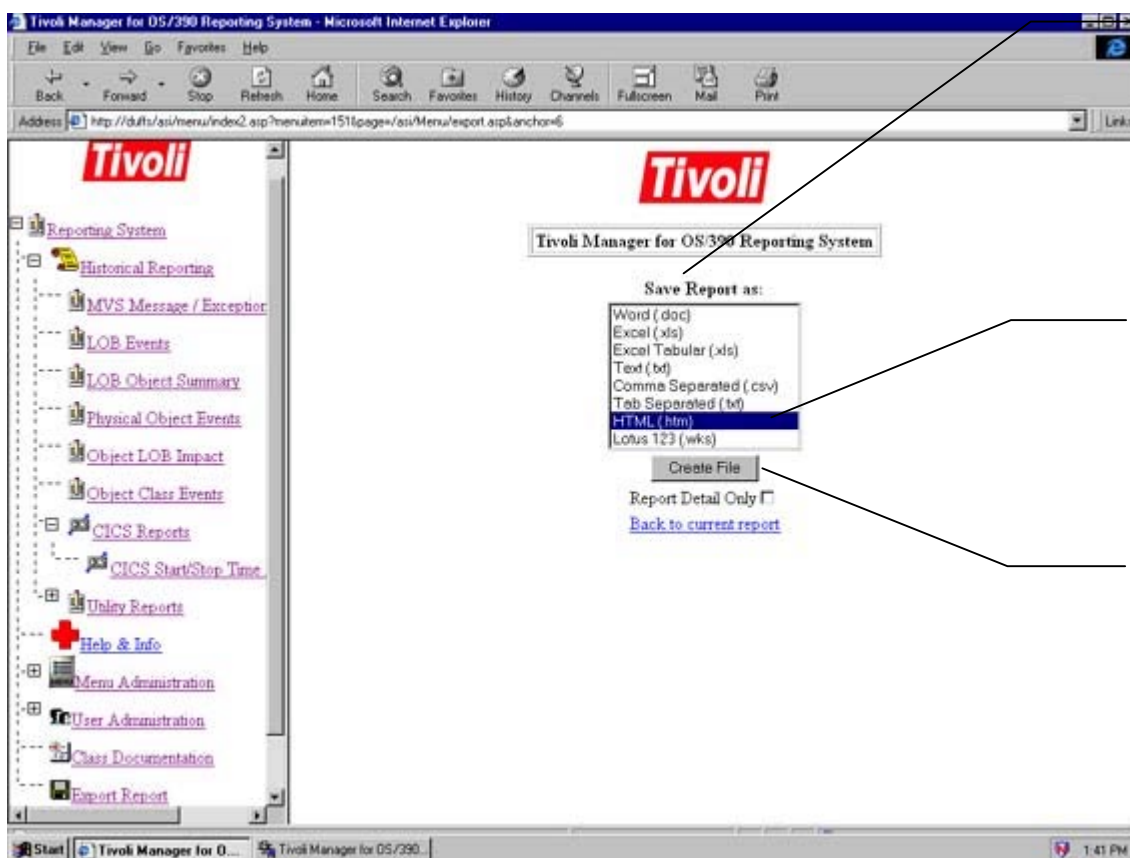 Tivoli Manager for OS/390 Reporting System - Microsoft Internet Explorer
File Edit View Go Favorites Help
Back Forward Stop Refresh Home Search Favorites History Channels Fullscreen Mail Print
Address http://dufts/asi/menu/index2.asp?menuitem=151&page=/asi/Menu/export.asp&anchor=6 Links
Tivoli
Reporting System
Historical Reporting
MVS Message / Exception
LOB Events
LOB Object Summary
Physical Object Events
Object LOB Impact
Object Class Events
CICS Reports
CICS Start/Stop Time
Utility Reports
Help & Info
Menu Administration
User Administration
Class Documentation
Export Report
Tivoli
Tivoli Manager for OS/390 Reporting System
Save Report as:
Word (.doc)
Excel (.xls)
Excel Tabular (.xls)
Text (.txt)
Comma Separated (.csv)
Tab Separated (.txt)
HTML (.htm)
Lotus 123 (.wks)
Create File
Report Detail Only
Back to current report
Start Tivoli Manager for O... Tivoli Manager for OS/390... 1:41 PM